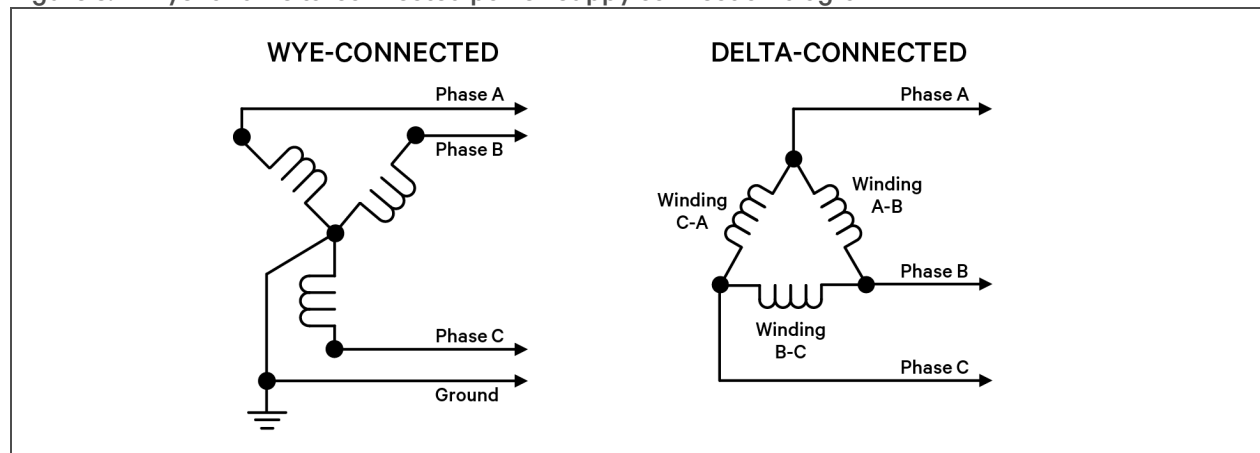 WYE-CONNECTED
Phase A
Phase B
Phase C
Ground
DELTA-CONNECTED
Phase A
Winding
C-A
Winding
A-B
Phase B
Winding
B-C
Phase C